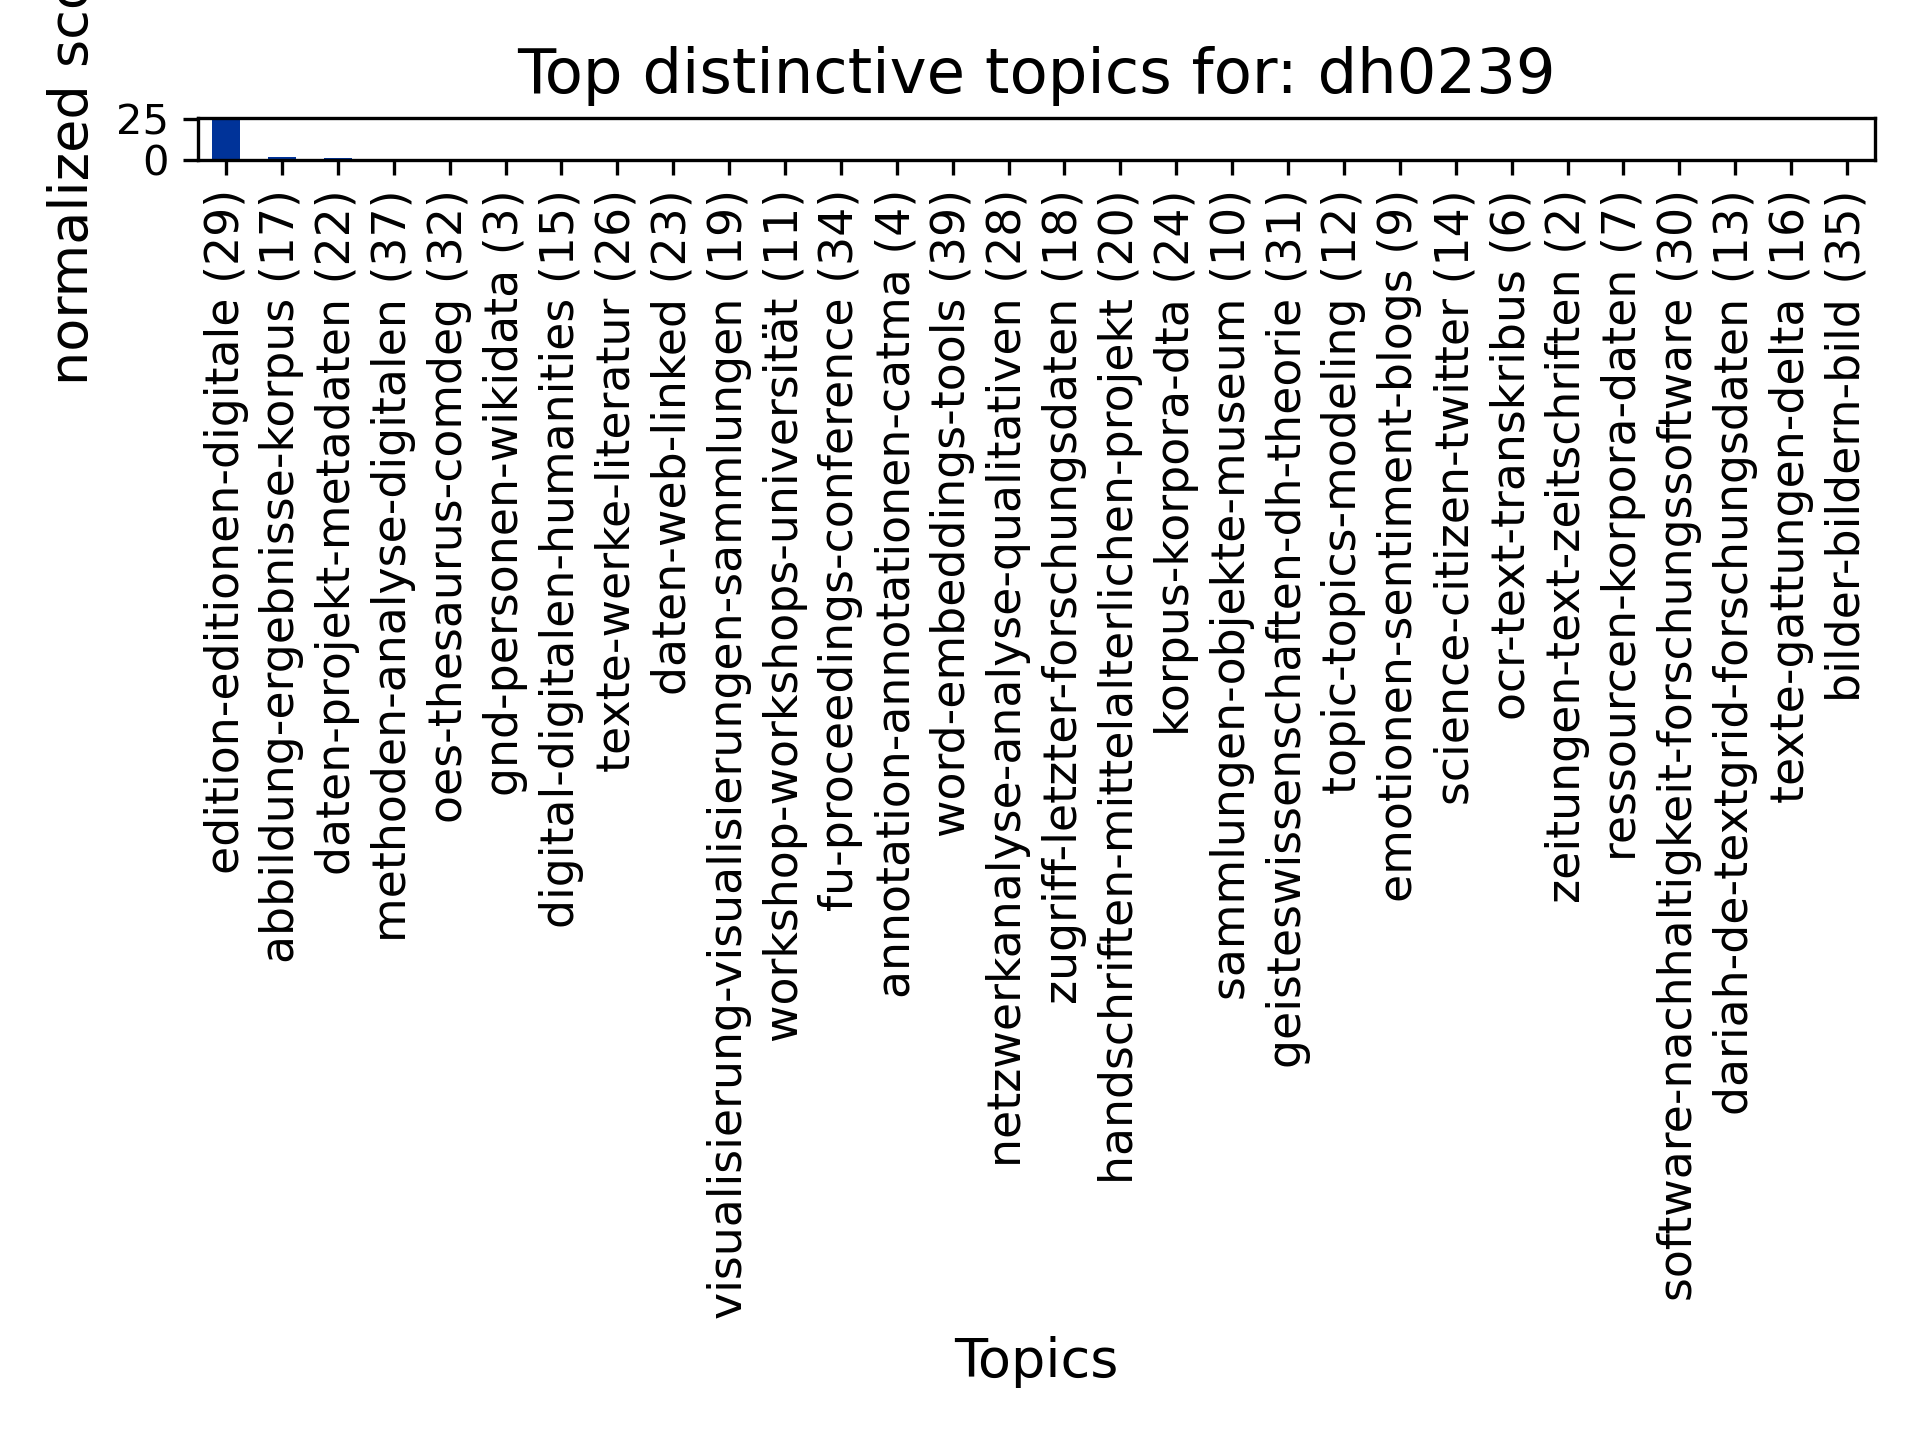 Top distinctive topics for: dh0239
normalized
25
0
edition-editionen-digitale (29)
abbildung-ergebnisse-korpus (17)
daten-projekt-metadaten (22)
methoden-analyse-digitalen (37)
oes-thesaurus-comdeg (32)
gnd-personen-wikidata (3)
digital-digitalen-humanities (15)
texte-werke-literatur (26)
daten-web-linked (23)
visualisierung-visualisierungen-sammlungen (19)
workshop-workshops-universität (11)
fu-proceedings-conference (34)
annotation-annotationen-catma (4)
word-embeddings-tools (39)
netzwerkanalyse-analyse-qualitativen (28)
zugriff-letzter-forschungsdaten (18)
handschriften-mittelalterlichen-projekt (20)
korpus-korpora-dta (24)
sammlungen-objekte-museum (10)
geisteswissenschaften-dh-theorie (31)
topic-topics-modeling (12)
emotionen-sentiment-blogs (9)
science-citizen-twitter (14)
ocr-text-transkribus (6)
zeitungen-text-zeitschriften (2)
ressourcen-korpora-daten (7)
software-nachhaltigkeit-forschungssoftware (30)
dariah-de-textgrid-forschungsdaten (13)
texte-gattungen-delta (16)
bilder-bildern-bild (35)
Topics